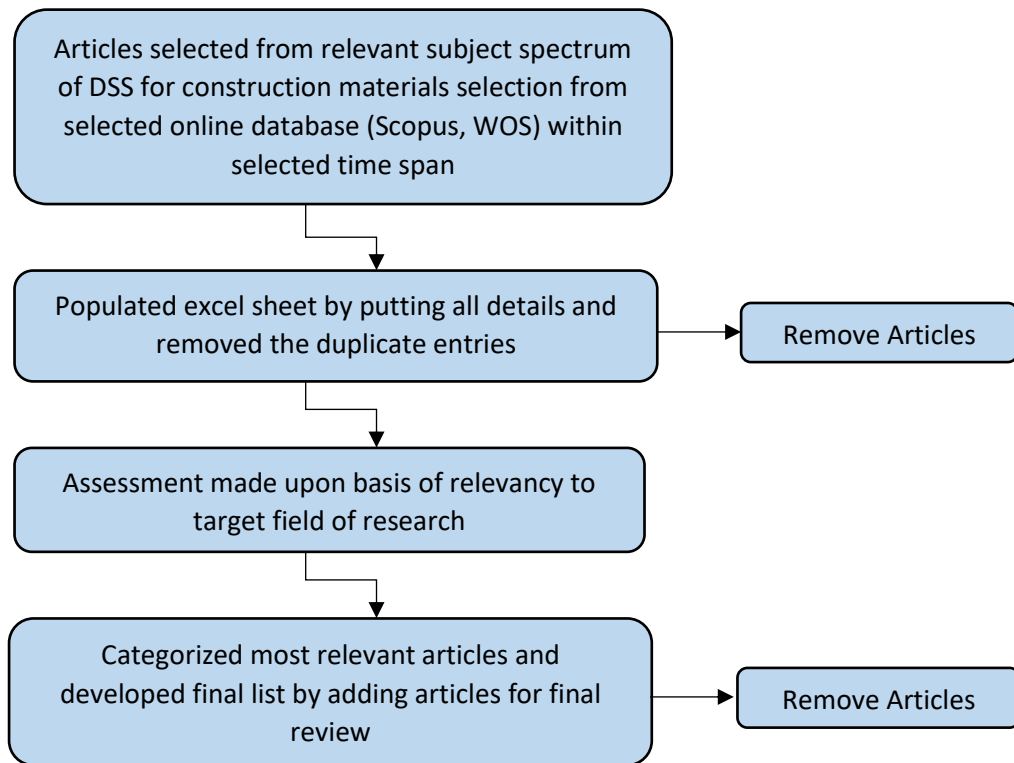 Articles selected from relevant subject spectrum
of DSS for construction materials selection from
selected online database (Scopus, WOS) within
selected time span
Populated excel sheet by putting all details and
removed the duplicate entries
Remove Articles
Assessment made upon basis of relevancy to
target field of research
Categorized most relevant articles and
developed final list by adding articles for final
review
Remove Articles